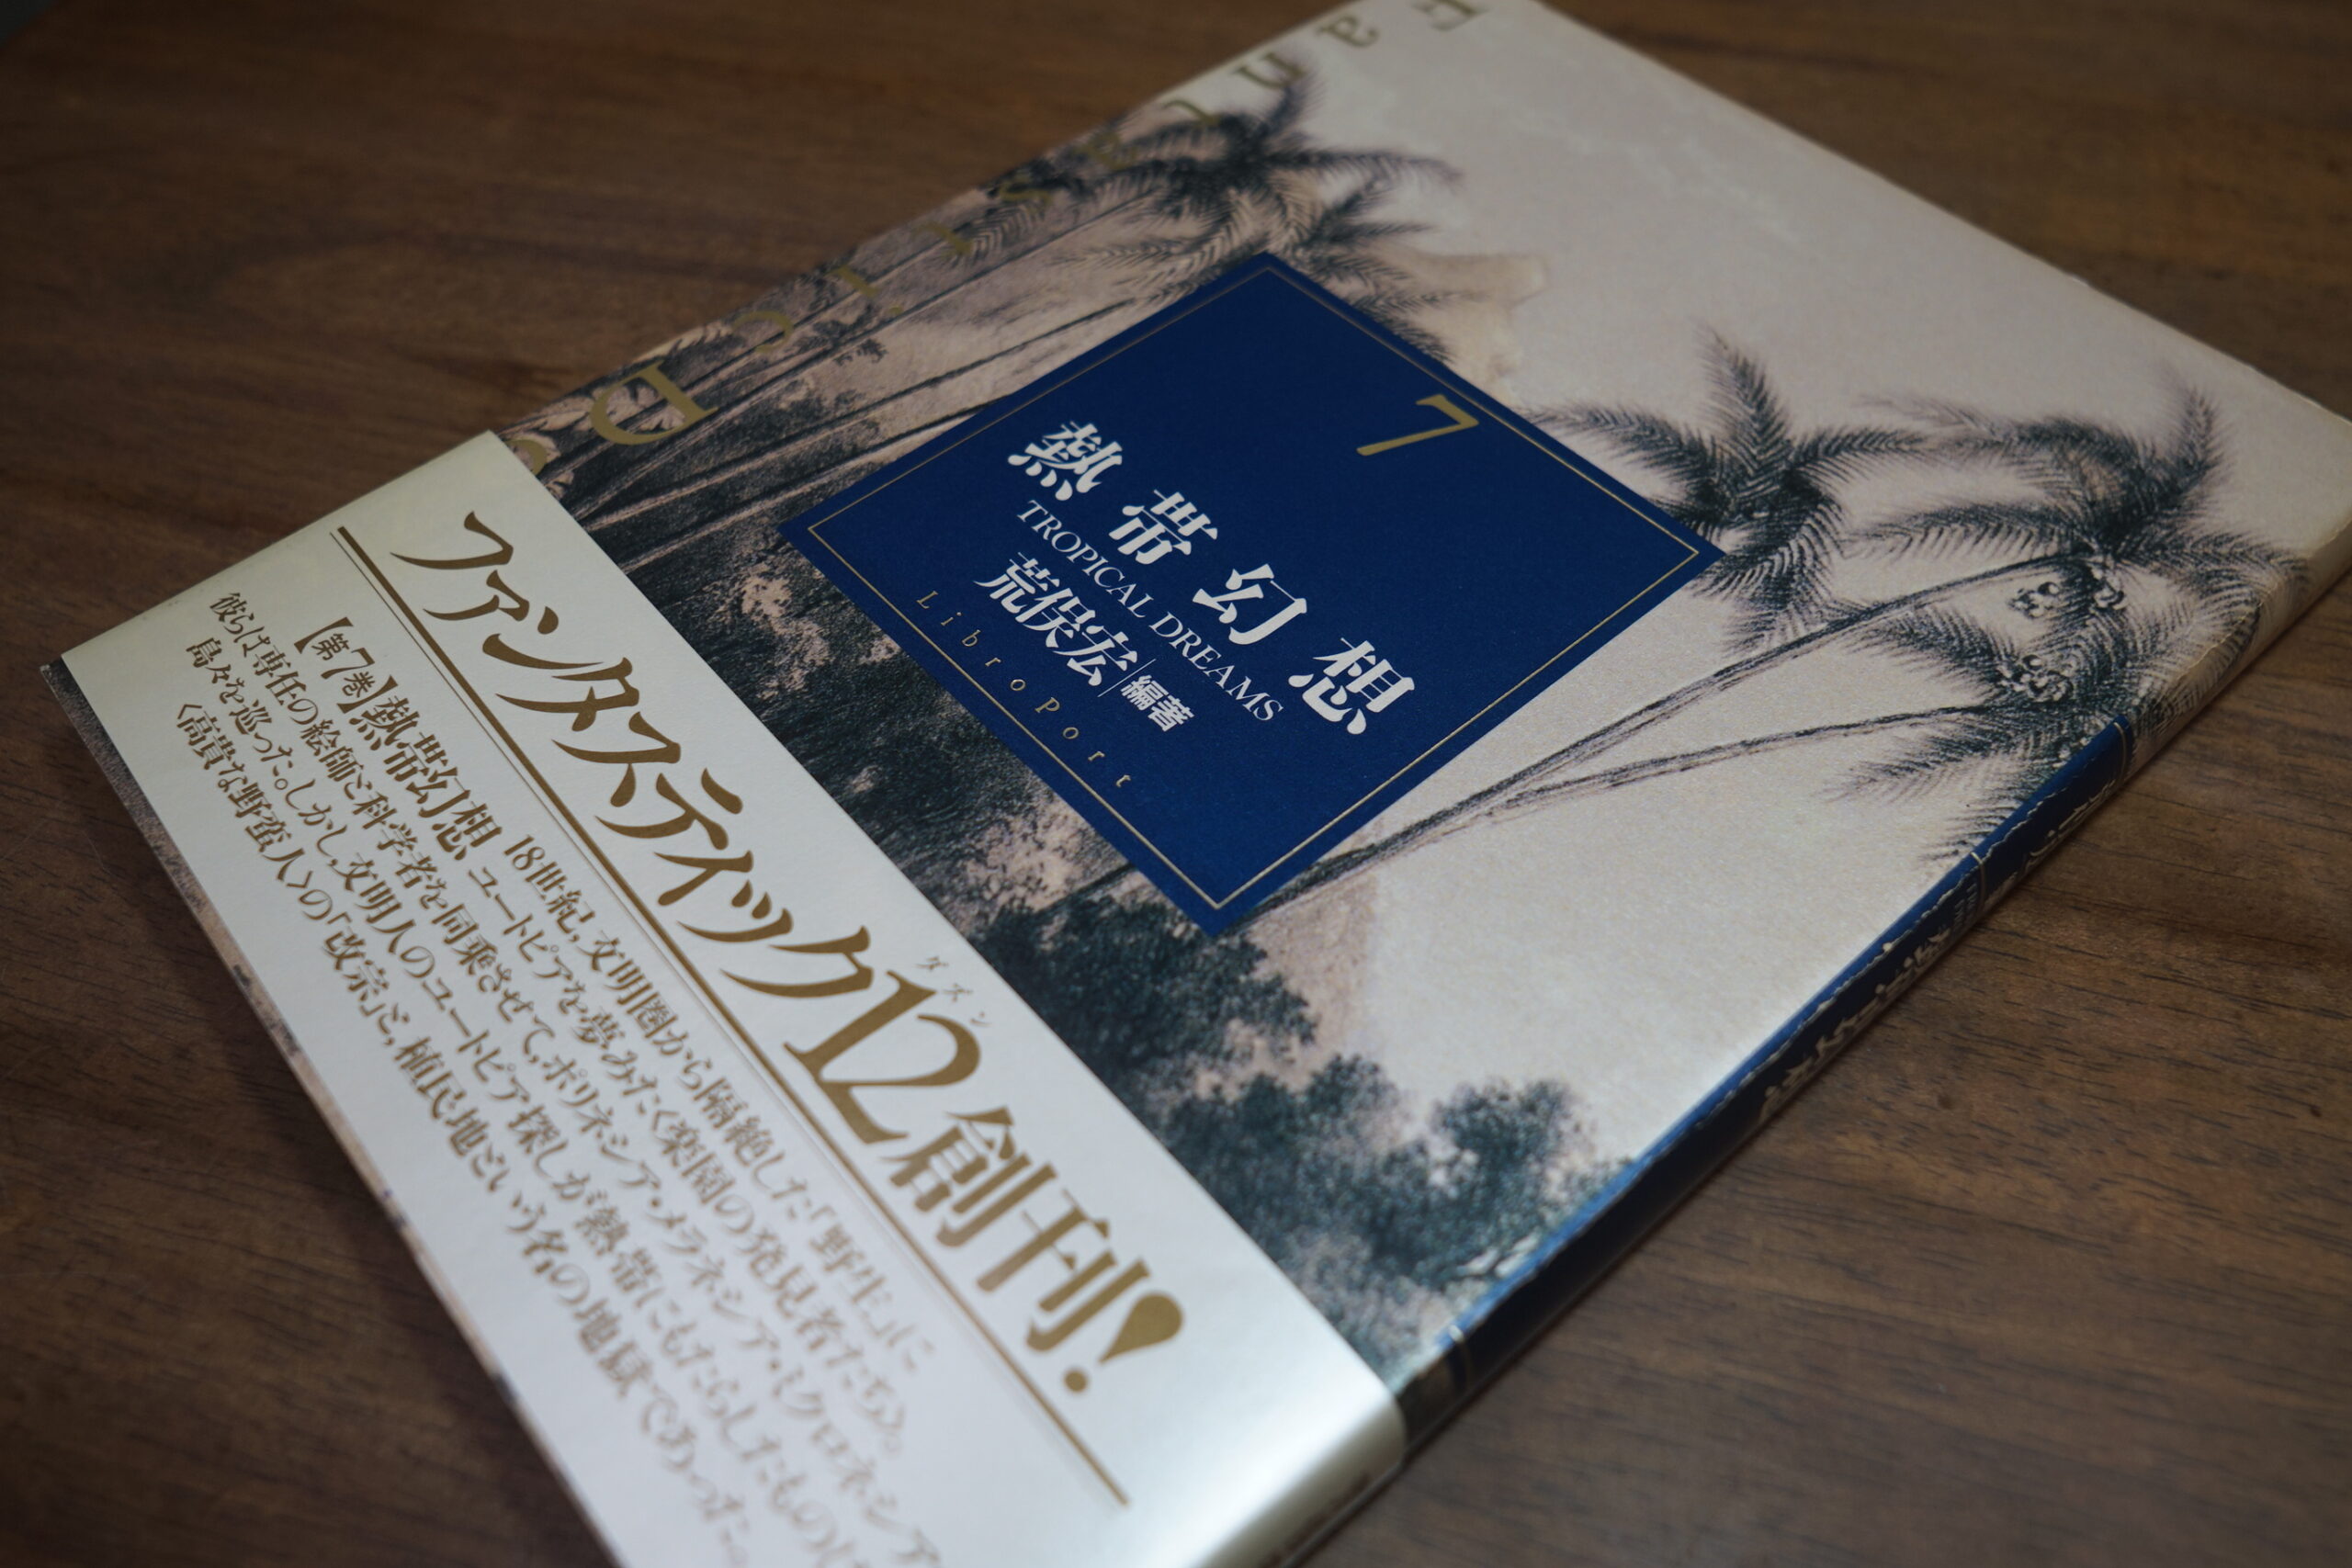 Fantastic D
7
熱帯幻想
TROPICAL DREAMS
荒俣宏|編著
LibroPort
ファンタスティック12創刊!
ダズン
【第7巻】熱帯幻想 18世紀,文明圏から隔絶した「野生」に
ユートピアを夢みた〈楽園の発見者たち〉。
彼らは専任の絵師と科学者を同乗させて,ポリネシア・メラネシア・ミクロネシア
島々を巡った。しかし,文明人のユートピア探しが熱帯にもたらしたものは
〈高貴な野蛮人〉の「改宗」と,植民地という名の地獄であった。